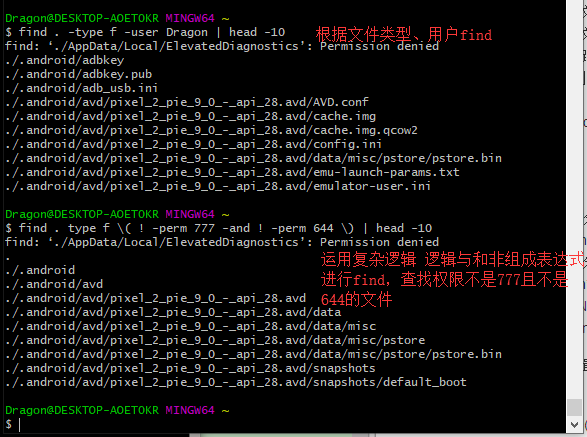 Dragon@DESKTOP-AOETOKR MINGW64 ~
$ find . -type f -user Dragon | head -10 根据文件类型、用户find
find: ‘./AppData/Local/ElevatedDiagnostics’: Permission denied
./.android/adbkey
./.android/adbkey.pub
./.android/adb_usb.ini
./.android/avd/pixel_2_pie_9_0_-_api_28.avd/AVD.conf
./.android/avd/pixel_2_pie_9_0_-_api_28.avd/cache.img
./.android/avd/pixel_2_pie_9_0_-_api_28.avd/cache.img.qcow2
./.android/avd/pixel_2_pie_9_0_-_api_28.avd/config.ini
./.android/avd/pixel_2_pie_9_0_-_api_28.avd/data/misc/pstore/pstore.bin
./.android/avd/pixel_2_pie_9_0_-_api_28.avd/emu-launch-params.txt
./.android/avd/pixel_2_pie_9_0_-_api_28.avd/emulator-user.ini
Dragon@DESKTOP-AOETOKR MINGW64 ~
$ find . type f \( ! -perm 777 -and ! -perm 644 \) | head -10
find: ‘./AppData/Local/ElevatedDiagnostics’: Permission denied
.
运用复杂逻辑 逻辑与和非组成表达式
./.android
进行find，查找权限不是777且不是
./.android/avd
644的文件
./.android/avd/pixel_2_pie_9_0_-_api_28.avd
./.android/avd/pixel_2_pie_9_0_-_api_28.avd/data
./.android/avd/pixel_2_pie_9_0_-_api_28.avd/data/misc
./.android/avd/pixel_2_pie_9_0_-_api_28.avd/data/misc/pstore
./.android/avd/pixel_2_pie_9_0_-_api_28.avd/data/misc/pstore/pstore.bin
./.android/avd/pixel_2_pie_9_0_-_api_28.avd/snapshots
./.android/avd/pixel_2_pie_9_0_-_api_28.avd/snapshots/default_boot
Dragon@DESKTOP-AOETOKR MINGW64 ~
$